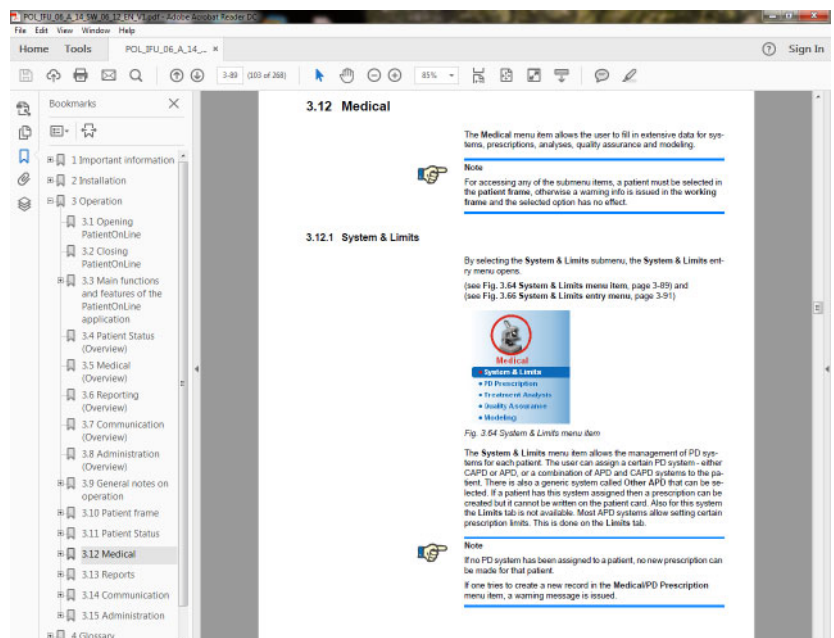 POL_IFU_06_A_14_SW_06_12_EN_V1.pdf - Adobe Acrobat Reader DC
File Edit View Window Help
Home Tools POL_IFU_06_A_14_... × Sign In
3-89 (103 of 268) 85%
Bookmarks
1 Important information
2 Installation
3 Operation
3.1 Opening
PatientOnLine
3.2 Closing
PatientOnLine
3.3 Main functions
and features of the
PatientOnLine
application
3.4 Patient Status
(Overview)
3.5 Medical
(Overview)
3.6 Reporting
(Overview)
3.7 Communication
(Overview)
3.8 Administration
(Overview)
3.9 General notes on
operation
3.10 Patient frame
3.11 Patient Status
3.12 Medical
3.13 Reports
3.14 Communication
3.15 Administration
4 Glossary
3.12 Medical
The Medical menu item allows the user to fill in extensive data for sys-
tems, prescriptions, analyses, quality assurance and modeling.
Note
For accessing any of the submenu items, a patient must be selected in
the patient frame, otherwise a warning info is issued in the working
frame and the selected option has no effect.
3.12.1 System & Limits
By selecting the System & Limits submenu, the System & Limits ent-
ry menu opens.
(see Fig. 3.64 System & Limits menu item, page 3-89) and
(see Fig. 3.66 System & Limits entry menu, page 3-91)
Medical
System & Limits
PD Prescription
Treatment Analysis
Quality Assurance
Modeling
Fig. 3.64 System & Limits menu item
The System & Limits menu item allows the management of PD sys-
tems for each patient. The user can assign a certain PD system - either
CAPD or APD, or a combination of APD and CAPD systems to the pa-
tient. There is also a generic system called Other APD that can be se-
lected. If a patient has this system assigned then a prescription can be
created but it cannot be written on the patient card. Also for this system
the Limits tab is not available. Most APD systems allow setting certain
prescription limits. This is done on the Limits tab.
Note
If no PD system has been assigned to a patient, no new prescription can
be made for that patient.
If one tries to create a new record in the Medical/PD Prescription
menu item, a warning message is issued.